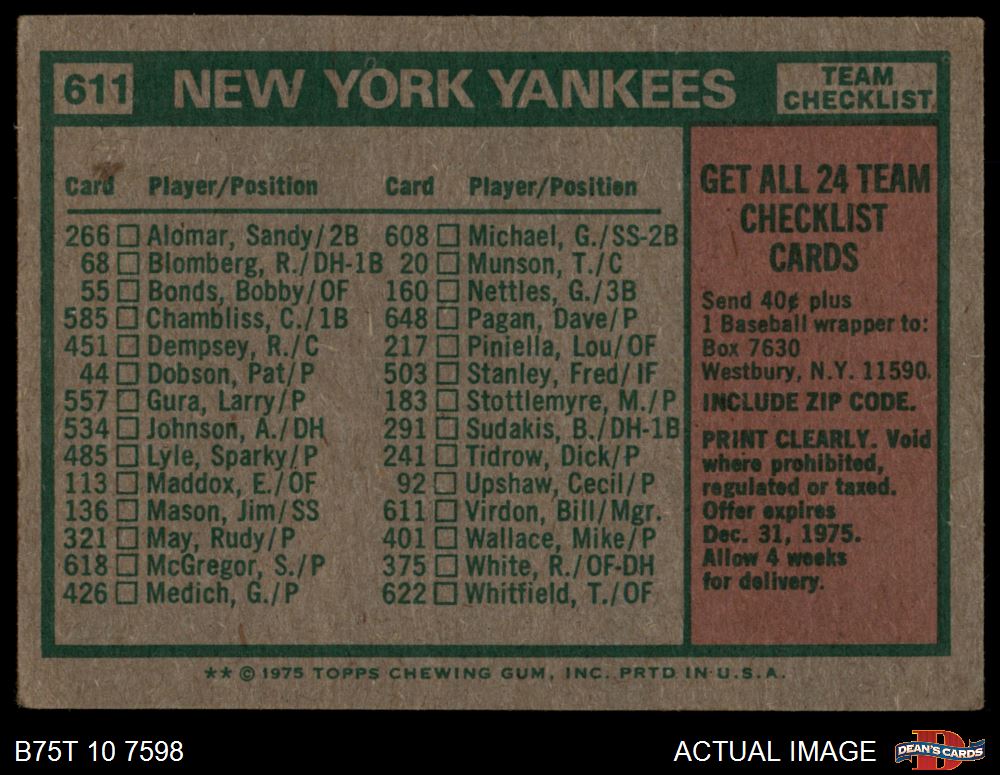 611 NEW YORK YANKEES TEAM CHECKLIST
Card Player/Position
266 □ Alomar, Sandy/2B
68 □ Blomberg, R./DH-1B
55 □ Bonds, Bobby/OF
585 □ Chambliss, C./1B
451 □ Dempsey, R./C
44 □ Dobson, Pat/P
557 □ Gura, Larry/P
534 □ Johnson, A./DH
485 □ Lyle, Sparky/P
113 □ Maddox, E./OF
136 □ Mason, Jim/SS
321 □ May, Rudy/P
618 □ McGregor, S./P
426 □ Medich, G./P
Card Player/Position
608 □ Michael, G./SS-2B
20 □ Munson, T./C
160 □ Nettles, G./3B
648 □ Pagan, Dave/P
217 □ Piniella, Lou/OF
503 □ Stanley, Fred/IF
183 □ Stottlemyre, M./P
291 □ Sudakis, B./DH-1B
241 □ Tidrow, Dick/P
92 □ Upshaw, Cecil/P
611 □ Virdon, Bill/Mgr.
401 □ Wallace, Mike/P
375 □ White, R./OF-DH
622 □ Whitfield, T./OF
GET ALL 24 TEAM
CHECKLIST
CARDS
Send 40¢ plus
1 Baseball wrapper to:
Box 7630
Westbury, N.Y. 11590.
INCLUDE ZIP CODE.
PRINT CLEARLY. Void
where prohibited,
regulated or taxed.
Offer expires
Dec. 31, 1975.
Allow 4 weeks
for delivery.
** © 1975 TOPPS CHEWING GUM, INC. PRTD. IN U.S.A.
B75T 10 7598
ACTUAL IMAGE
DEAN'S CARDS